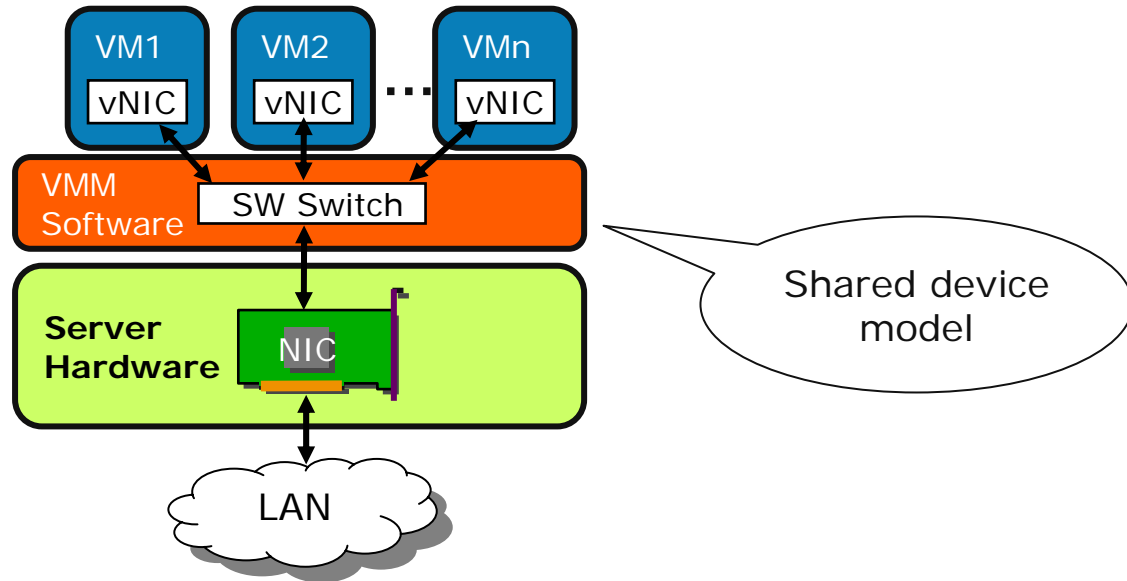 VM1
VM2
VMn
vNIC
vNIC
...
vNIC
VMM
Software
SW Switch
Shared device
model
Server
Hardware
NIC
LAN